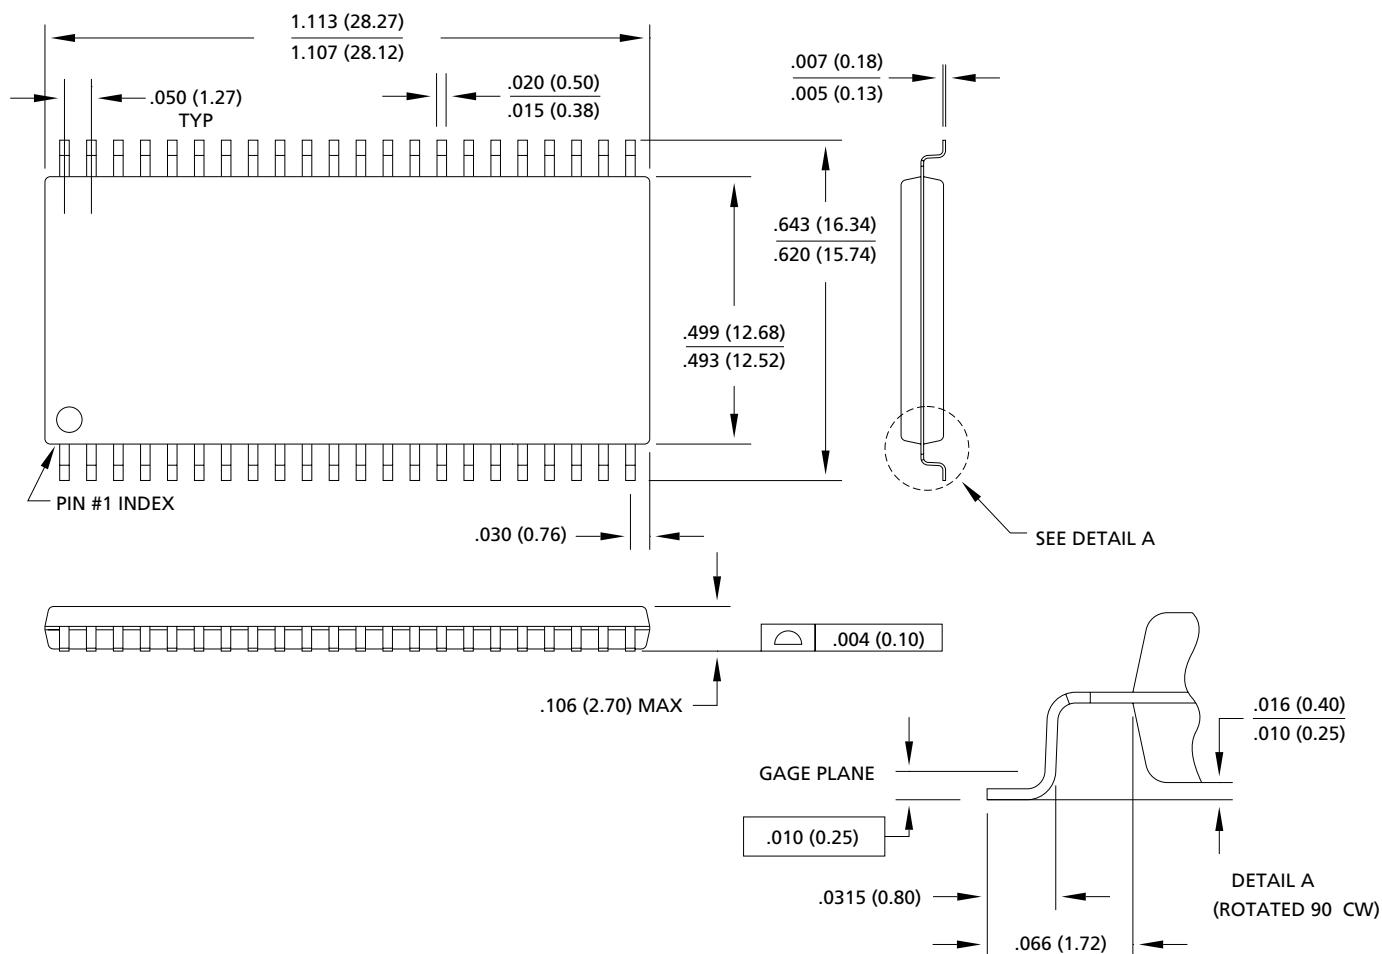 1.113 (28.27)
1.107 (28.12)
.007 (0.18)
.005 (0.13)
.050 (1.27)
TYP
.020 (0.50)
.015 (0.38)
.643 (16.34)
.620 (15.74)
.499 (12.68)
.493 (12.52)
PIN #1 INDEX
.030 (0.76)
SEE DETAIL A
.004 (0.10)
.106 (2.70) MAX
.016 (0.40)
.010 (0.25)
GAGE PLANE
.010 (0.25)
.0315 (0.80)
DETAIL A
(ROTATED 90 CW)
.066 (1.72)